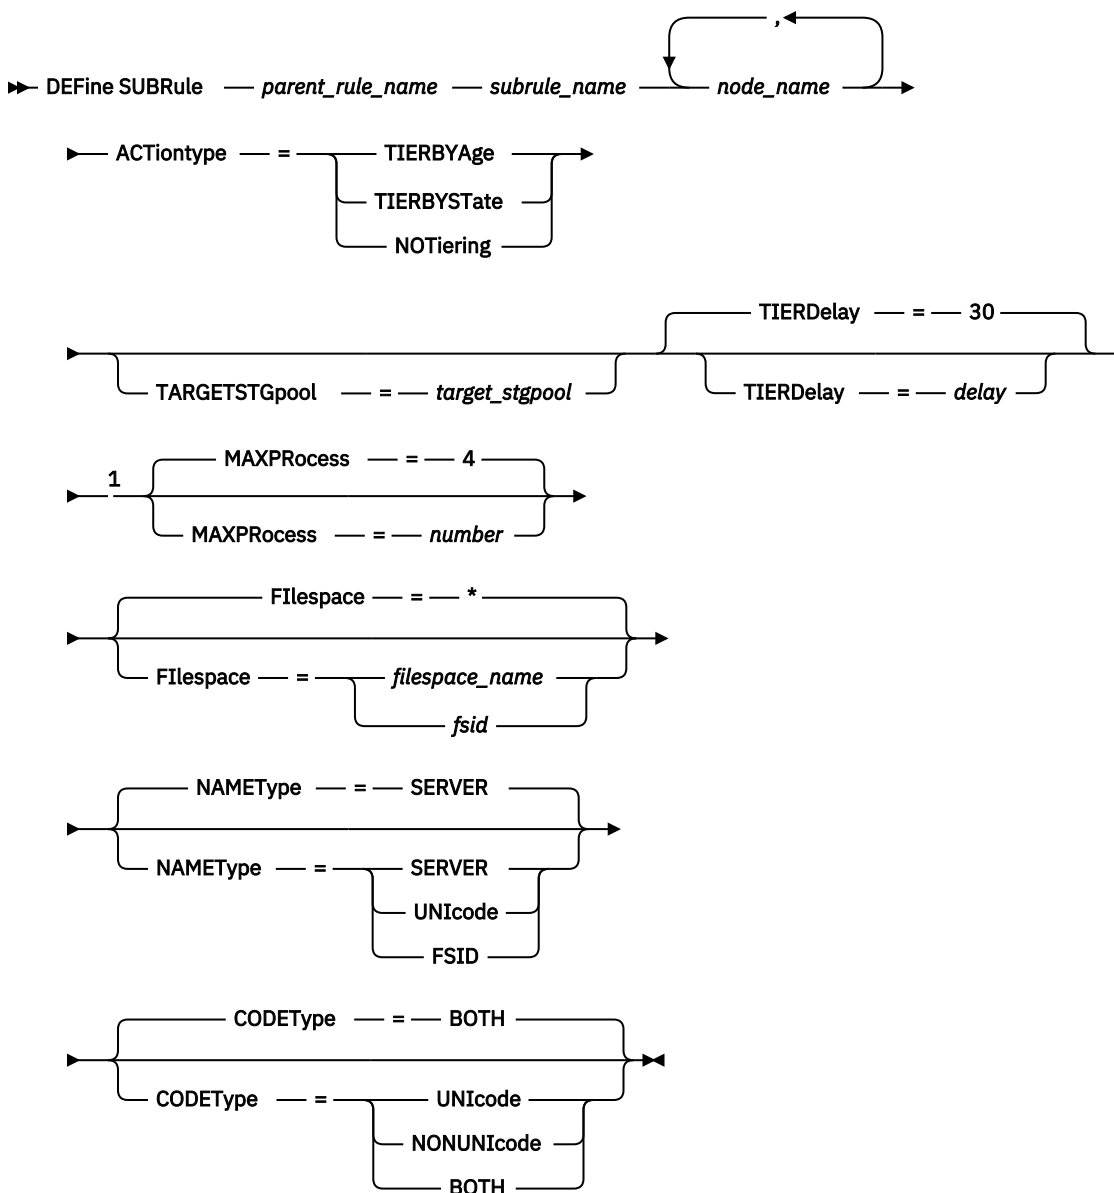 ,
DEFine SUBRule parent_rule_name subrule_name node_name
ACTiontype = TIERBYAge
TIERBYSTate
NOTiering
TIERDelay = 30
TARGETSTGpool = target_stgpool TIERDelay = delay
MAXPRocess = 4
1
MAXPRocess = number
FIlespace = *
FIlespace = filespace_name
fsid
NAMEType = SERVER
NAMEType = SERVER
UNIcode
FSID
CODEType = BOTH
CODEType = UNIcode
NONUNIcode
BOTH